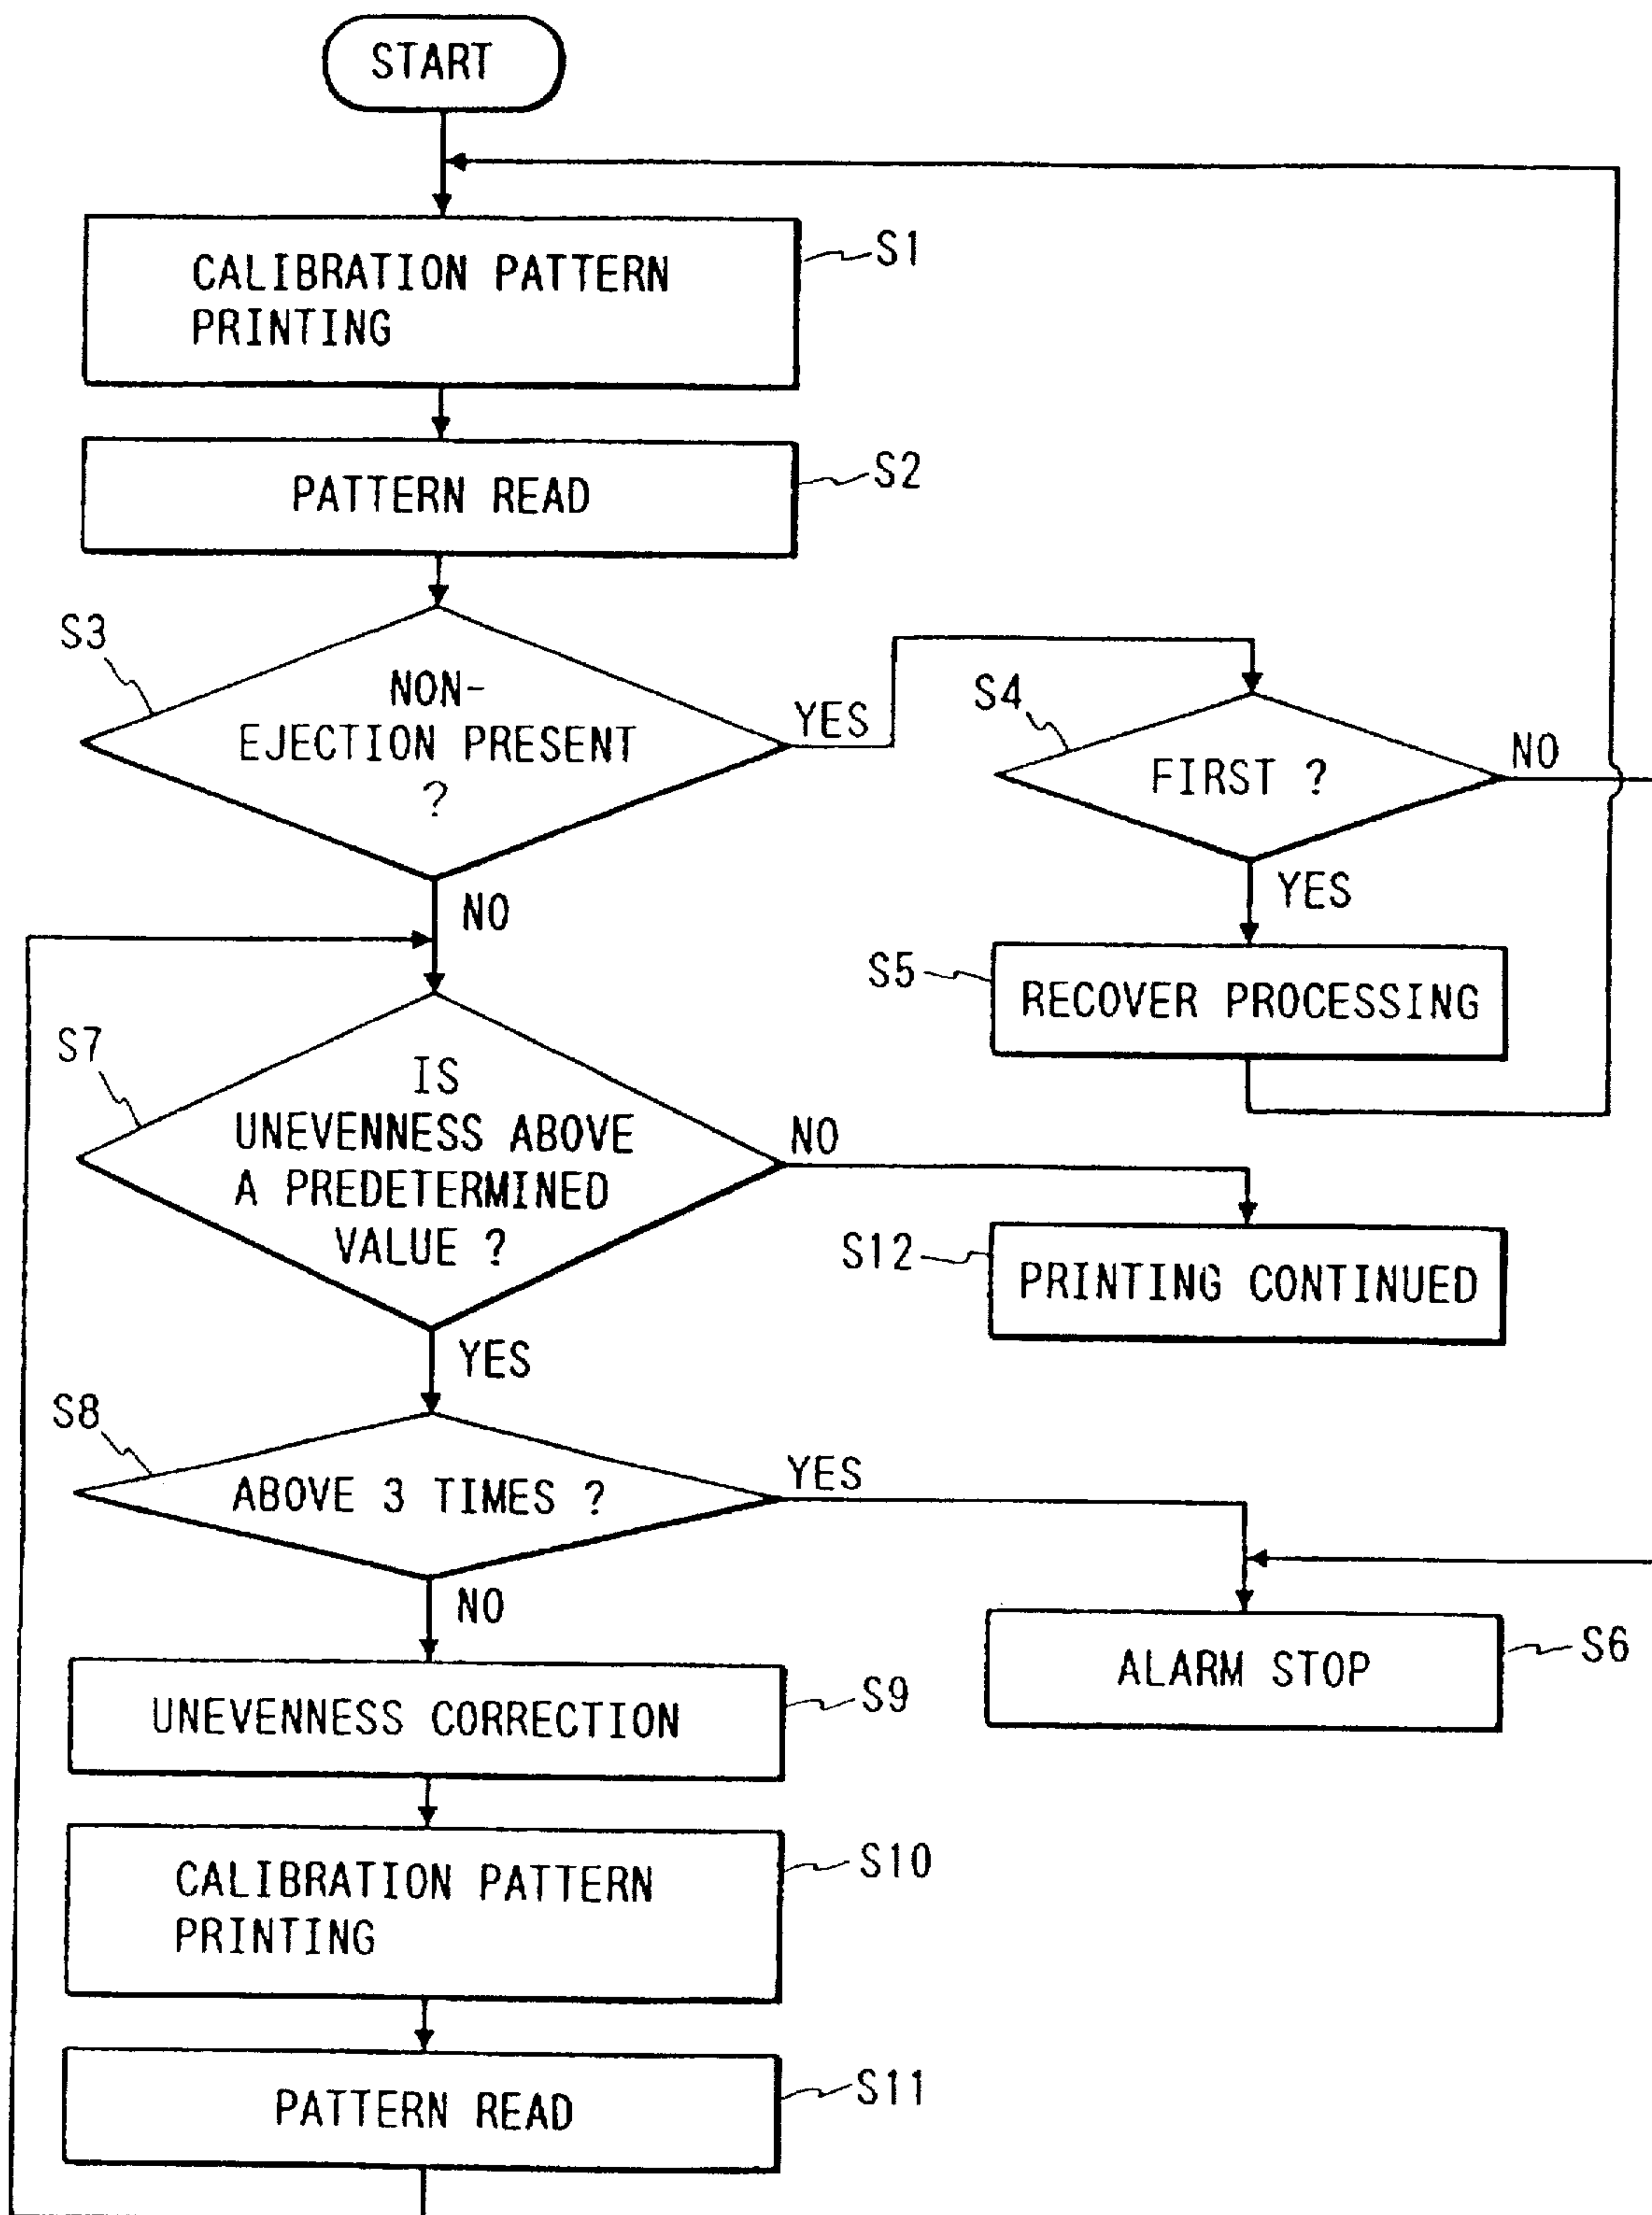 START
S1
CALIBRATION PATTERN
PRINTING
S2
PATTERN READ
S3
NON-
EJECTION PRESENT
?
YES
S4
FIRST ?
NO
YES
NO
S5
RECOVER PROCESSING
S7
IS
UNEVENNESS ABOVE
A PREDETERMINED
VALUE ?
NO
S12
PRINTING CONTINUED
YES
S8
ABOVE 3 TIMES ?
YES
NO
S6
ALARM STOP
S9
UNEVENNESS CORRECTION
S10
CALIBRATION PATTERN
PRINTING
S11
PATTERN READ